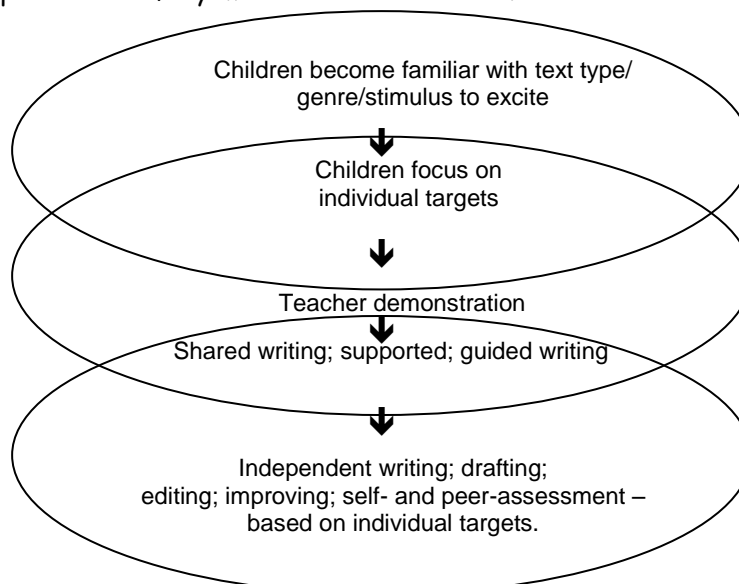 Children become familiar with text type/
genre/stimulus to excite
Children focus on
individual targets
Teacher demonstration
Shared writing; supported; guided writing
Independent writing; drafting;
editing; improving; self- and peer-assessment –
based on individual targets.